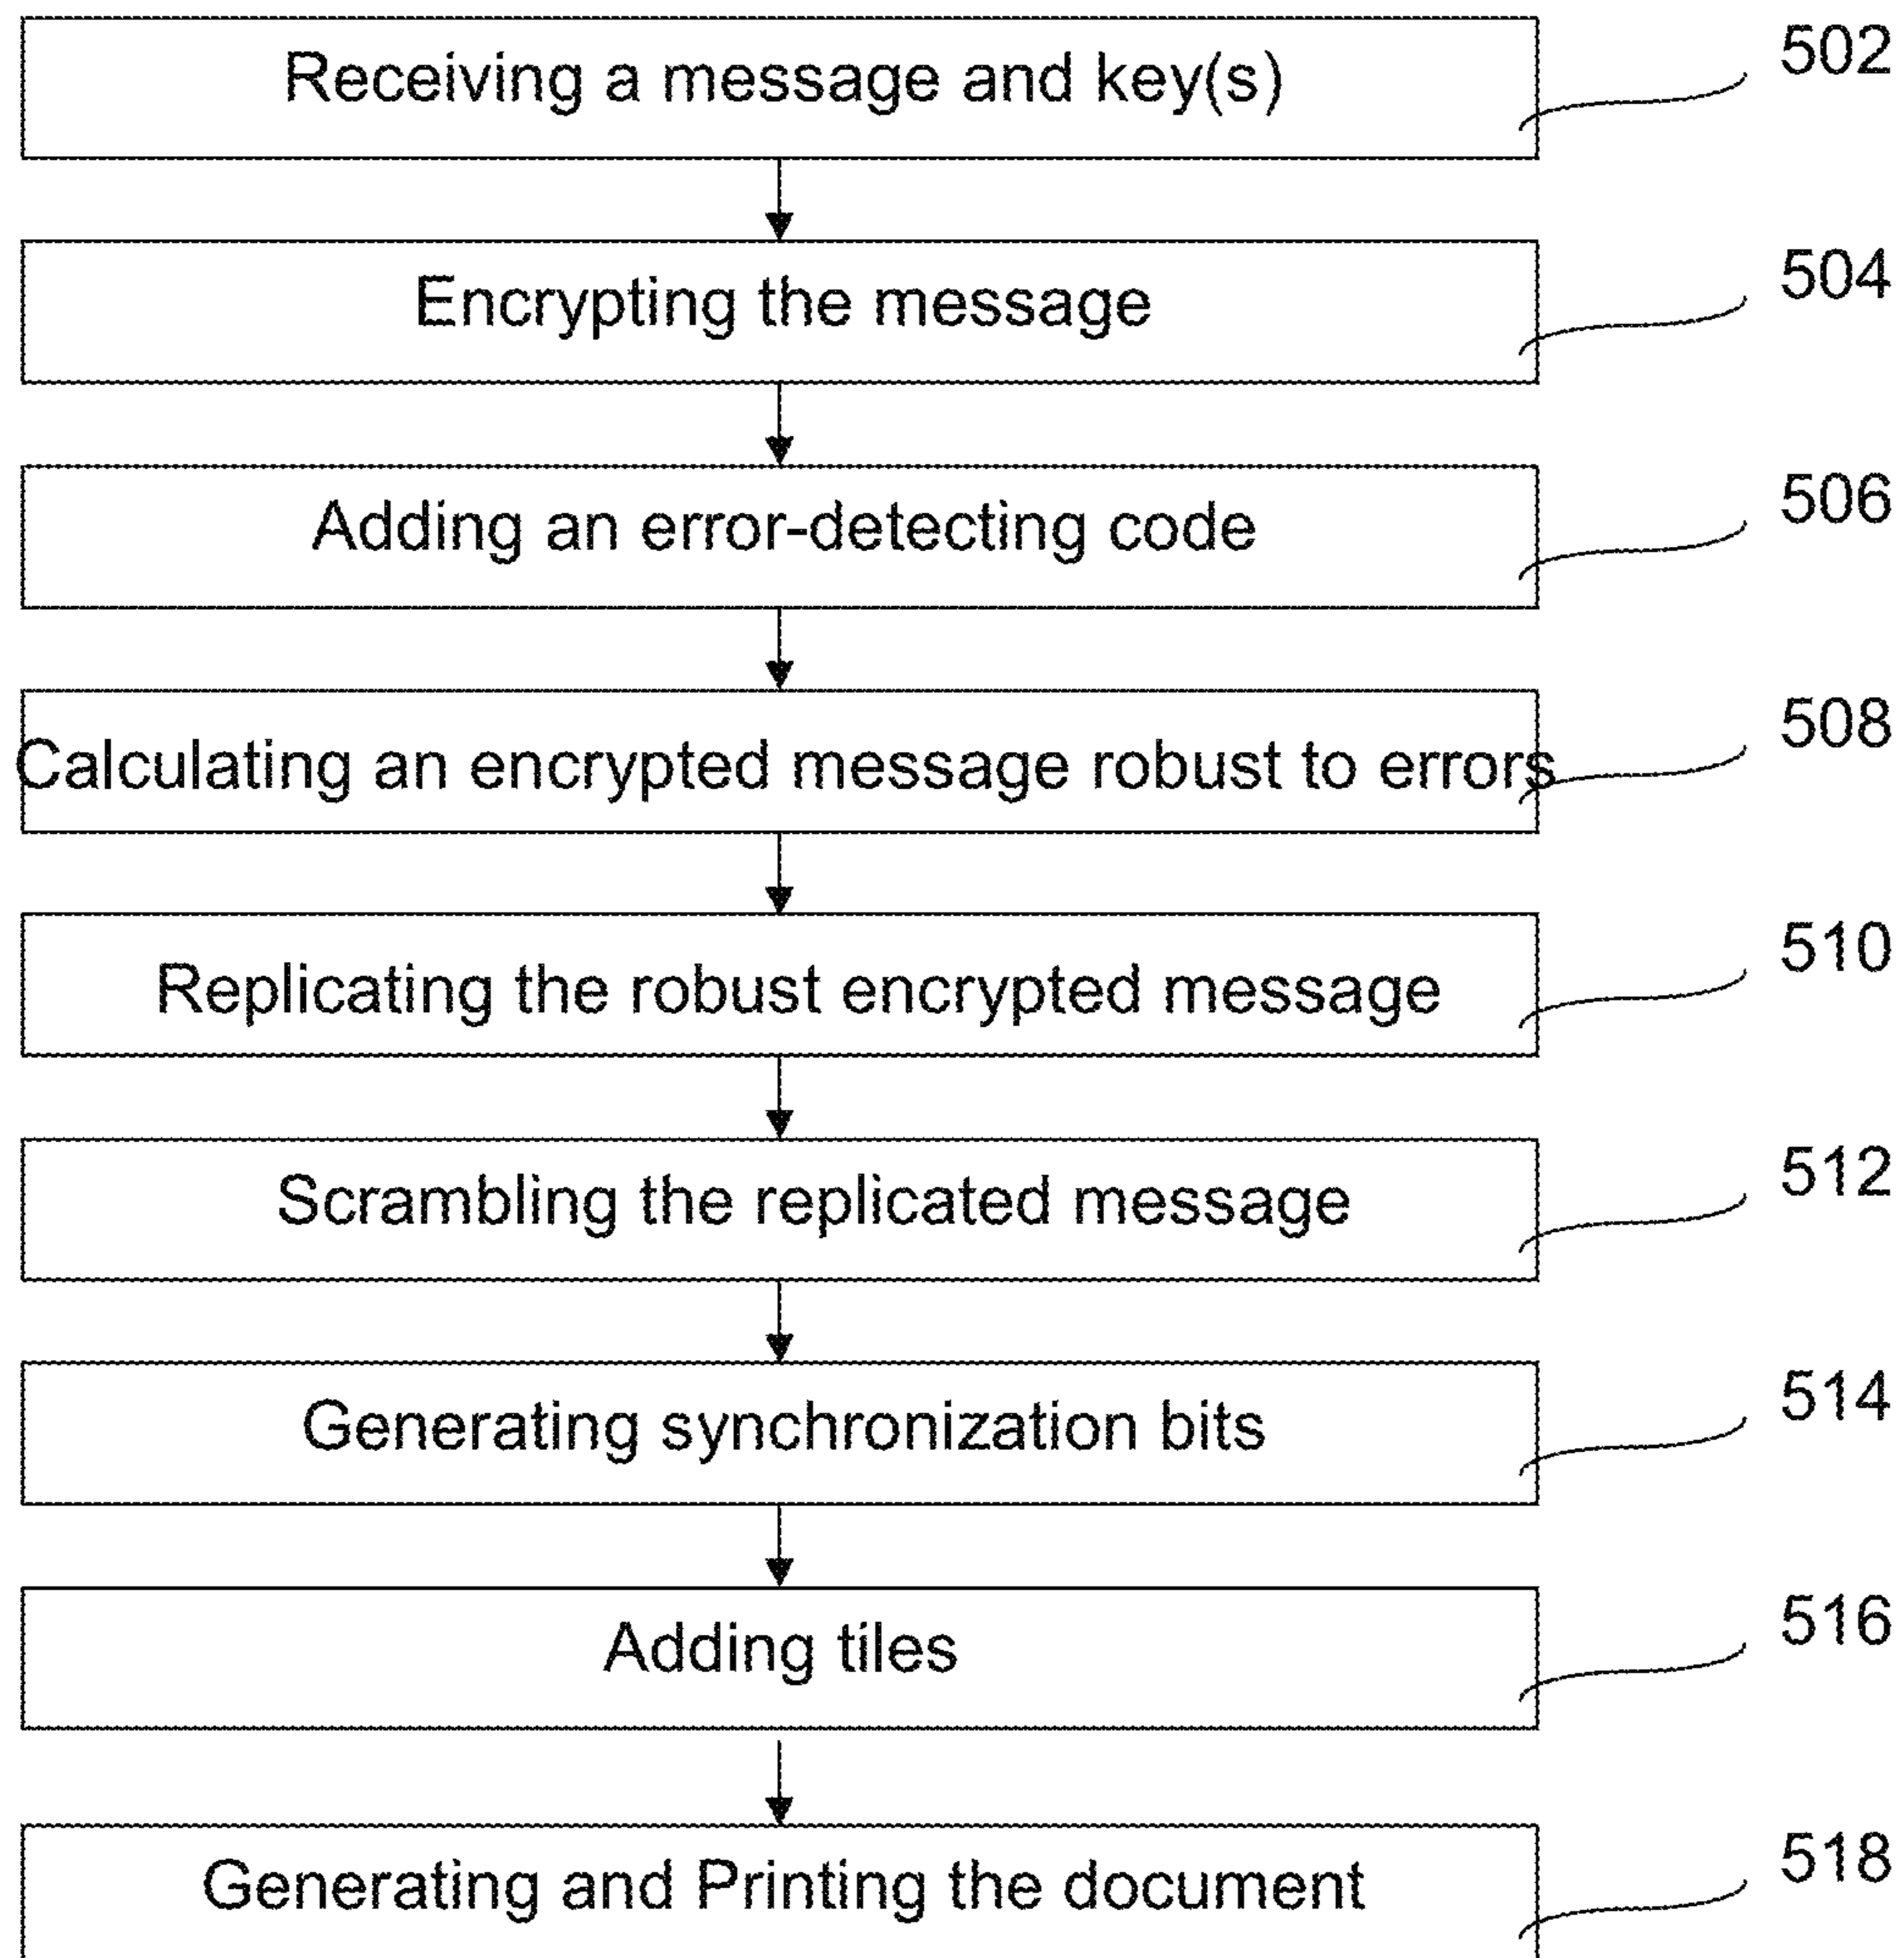 Receiving a message and key(s) 502
Encrypting the message 504
Adding an error-detecting code 506
Calculating an encrypted message robust to errors 508
Replicating the robust encrypted message 510
Scrambling the replicated message 512
Generating synchronization bits 514
Adding tiles 516
Generating and Printing the document 518